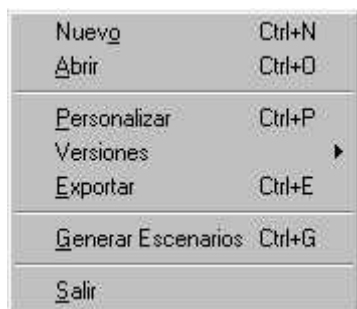 Nuevo Ctrl+N
Abrir Ctrl+O
Personalizar Ctrl+P
Versiones
Exportar Ctrl+E
Generar Escenarios Ctrl+G
Salir